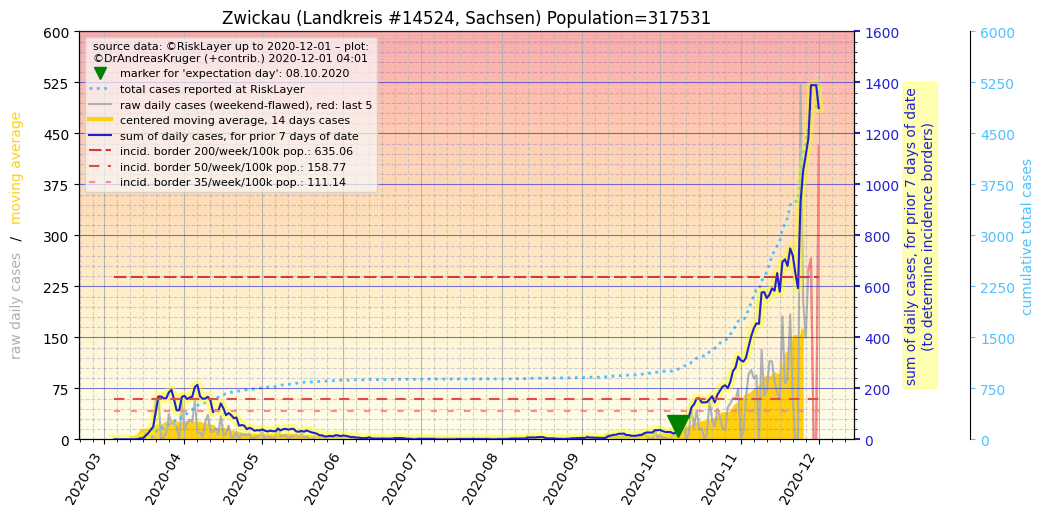 Zwickau (Landkreis #14524, Sachsen) Population=317531
source data: ©RiskLayer up to 2020-12-01 – plot:
©DrAndreasKruger (+contrib.) 2020-12-01 04:01
marker for 'expectation day': 08.10.2020
total cases reported at RiskLayer
raw daily cases (weekend-flawed), red: last 5
centered moving average, 14 days cases
sum of daily cases, for prior 7 days of date
incid. border 200/week/100k pop.: 635.06
incid. border 50/week/100k pop.: 158.77
incid. border 35/week/100k pop.: 111.14
raw daily cases / moving average
600
525
450
375
300
225
150
75
0
2020-03
2020-04
2020-05
2020-06
2020-07
2020-08
2020-09
2020-10
2020-11
2020-12
1600
1400
1200
1000
800
600
400
200
0
sum of daily cases, for prior 7 days of date
(to determine incidence borders)
6000
5250
4500
3750
3000
2250
1500
7750
0
cumulative total cases